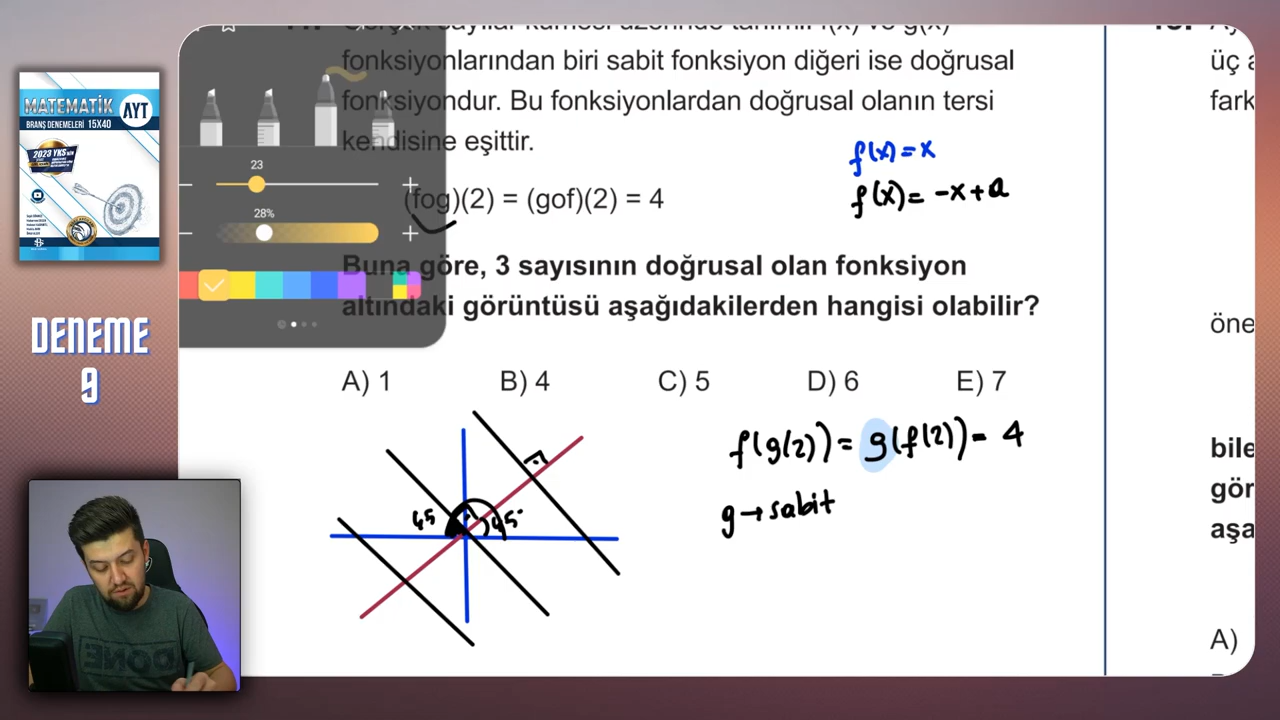 MATEMATİK
AYT
BRANŞ DENEMELERİ 15X40
DENEME
9
fonksiyonlarından biri sabit fonksiyon diğeri ise doğrusal
fonksiyondur. Bu fonksiyonlardan doğrusal olanın tersi
kendisine eşittir.
f(x) = x
f(x) = -x + a
23
28%
(fog)(2) = (gof)(2) = 4
Buna göre, 3 sayısının doğrusal olan fonksiyon
altındaki görüntüsü aşağıdakilerden hangisi olabilir?
A) 1 B) 4 C) 5 D) 6 E) 7
f(g(2)) = g(f(2)) = 4
g → sabit
45
45°
üç a
fark
öne
bile
gör
aşa
A)